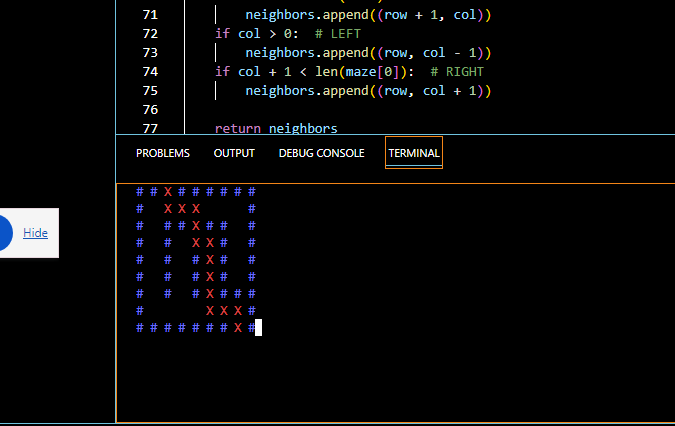 71 neighbors.append((row + 1, col))
72 if col > 0:  # LEFT
73 neighbors.append((row, col - 1))
74 if col + 1 < len(maze[0]):  # RIGHT
75 neighbors.append((row, col + 1))
76
77 return neighbors
PROBLEMS OUTPUT DEBUG CONSOLE TERMINAL
# # X # # # # # #
#   X X X       #
#   # # X # #   #
#   #   X X #   #
#   #   # X #   #
#   #   # X #   #
#   #   # X # # #
#         X X X #
# # # # # # # X #
Hide